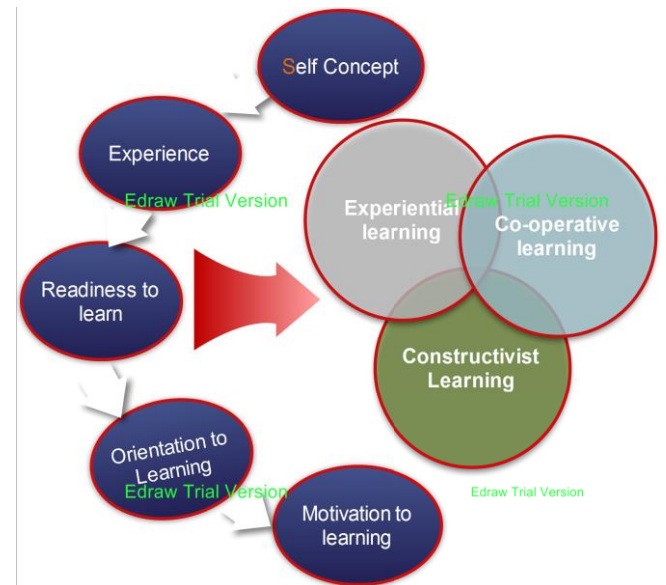 Self Concept
Experience
Edraw Trial Version
Readiness to
learn
Orientation to
Learning
Edraw Trial Version
Motivation to
learning
Experiential
learning
Edraw Trial Version
Co-operative
learning
Constructivist
Learning
Edraw Trial Version